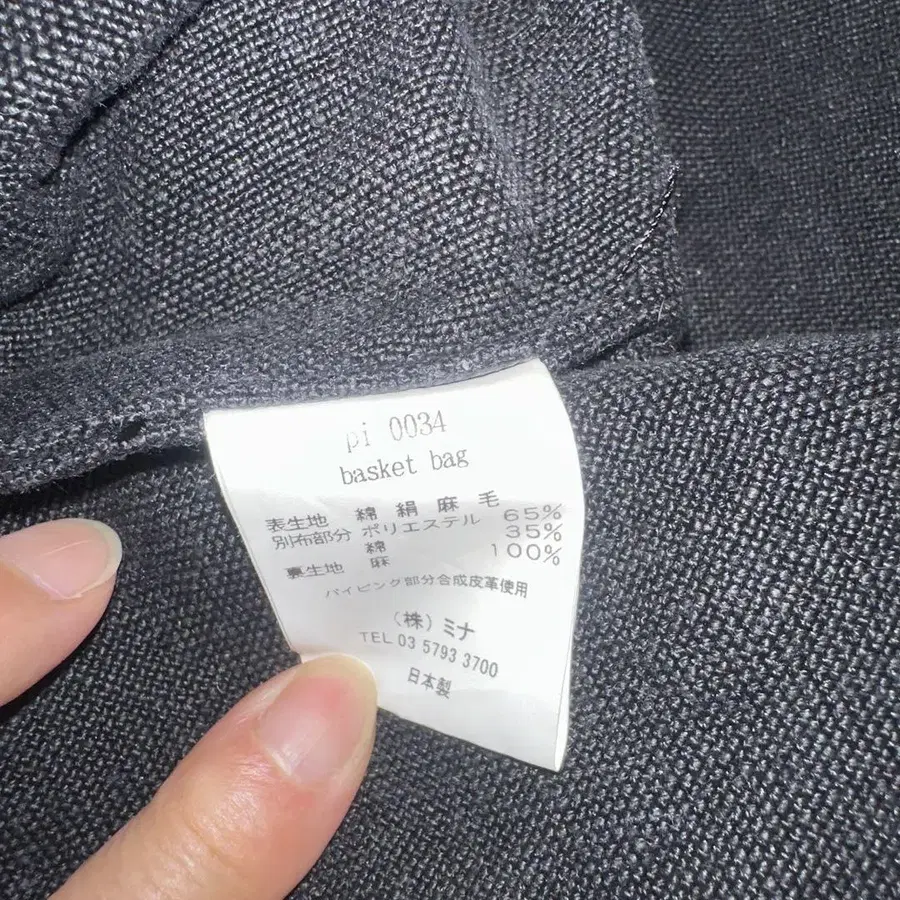 pi 0034
basket bag
表生地 綿 絹 麻 毛
別布部分 ポリエステル 65%
綿 35%
裏生地 麻 100%
パイピング部分合成皮革使用
(株)ミナ
TEL 03 5793 3700
日本製